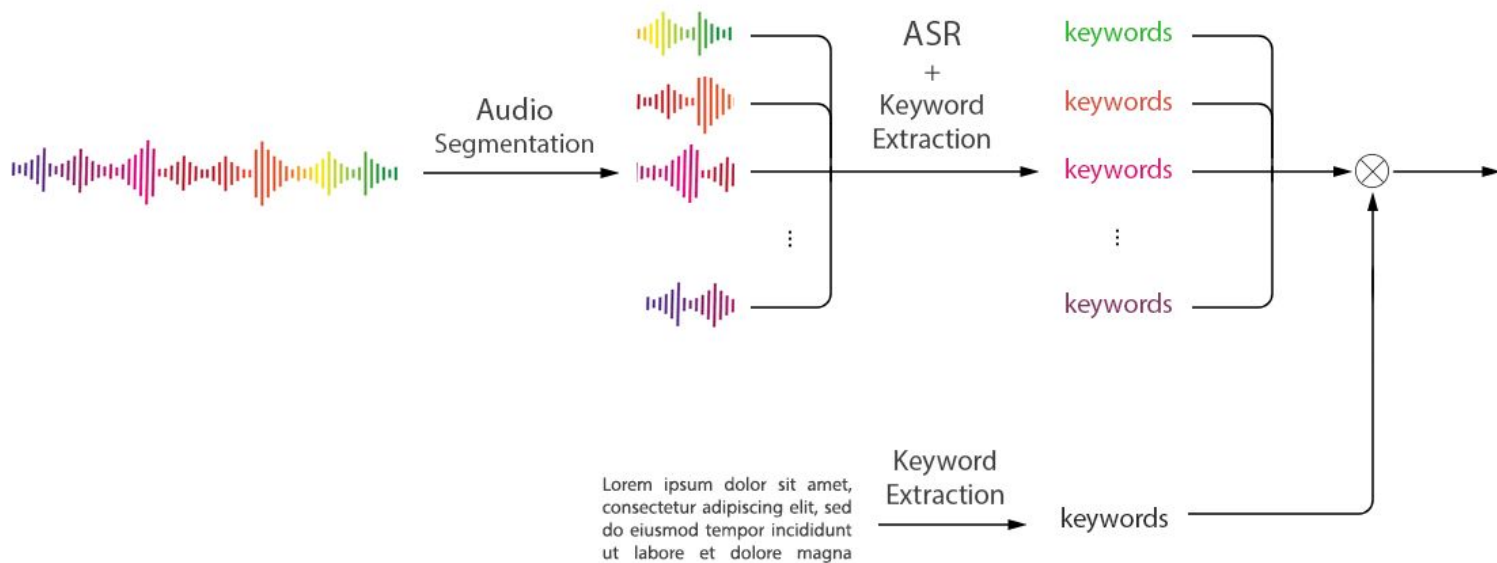 Audio
Segmentation
ASR
+
Keyword
Extraction
keywords
keywords
keywords
⋮
⋮
keywords
Lorem ipsum dolor sit amet,
consectetur adipiscing elit, sed
do eiusmod tempor incididunt
ut labore et dolore magna
Keyword
Extraction
keywords